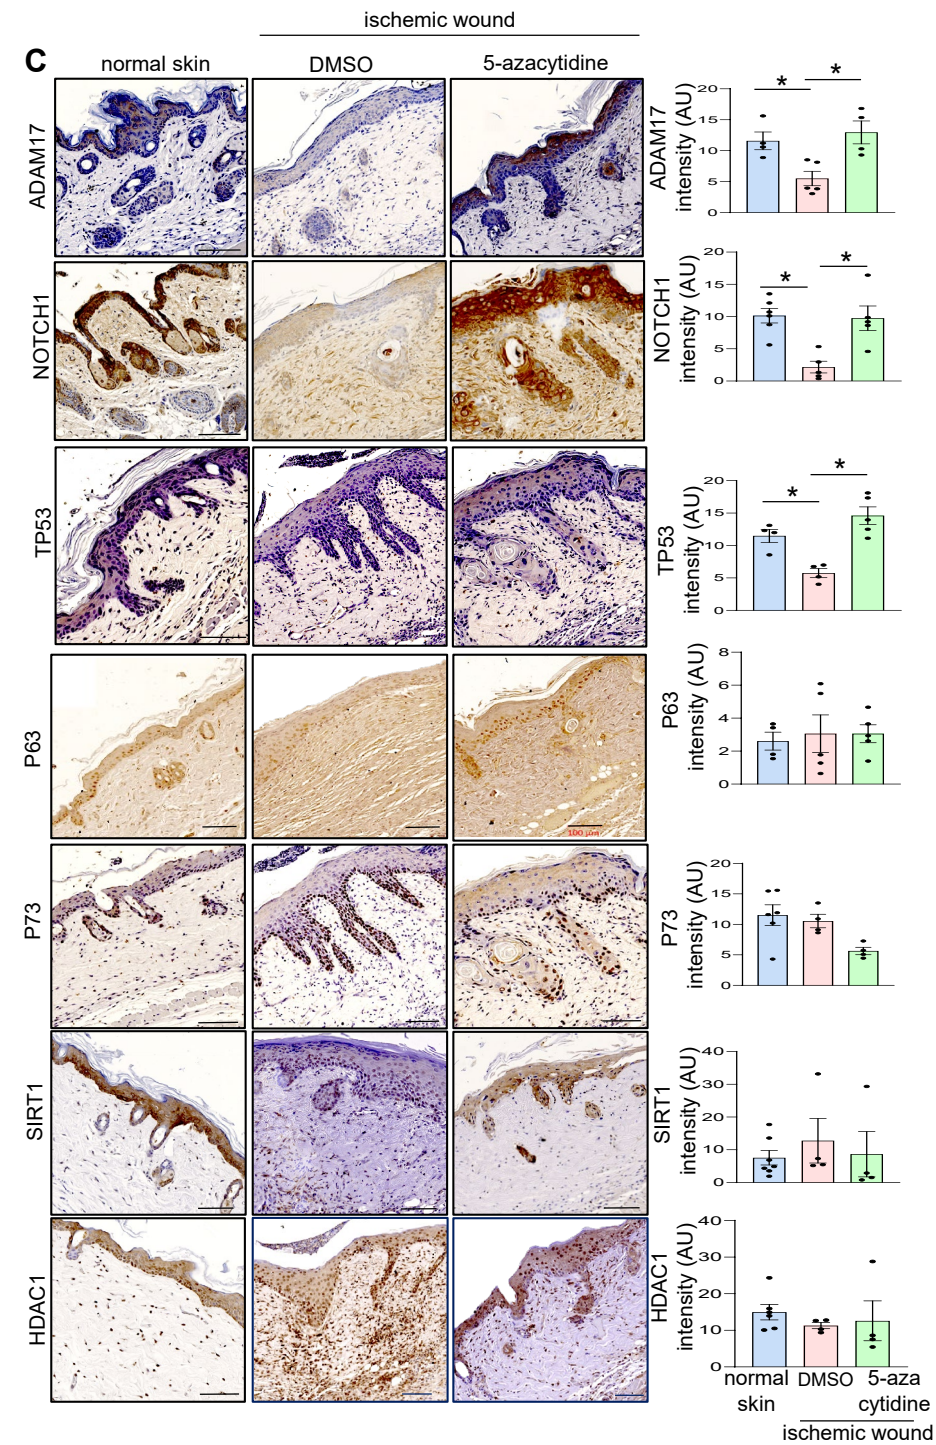 ischemic wound
C
normal skin
DMSO
5-azacytidine
ADAM17
ADAM17
intensity (AU)
20
15
10
5
0
* *
NOTCH1
NOTCH1
intensity (AU)
20
15
10
5
0
* *
TP53
TP53
intensity (AU)
20
15
10
5
0
* *
P63
100 μm
P63
intensity (AU)
8
6
4
2
0
P73
P73
intensity (AU)
20
15
10
5
0
SIRT1
SIRT1
intensity (AU)
40
30
20
10
0
HDAC1
HDAC1
intensity (AU)
40
30
20
10
0
normal
skin
DMSO
5-aza
cytidine
ischemic wound